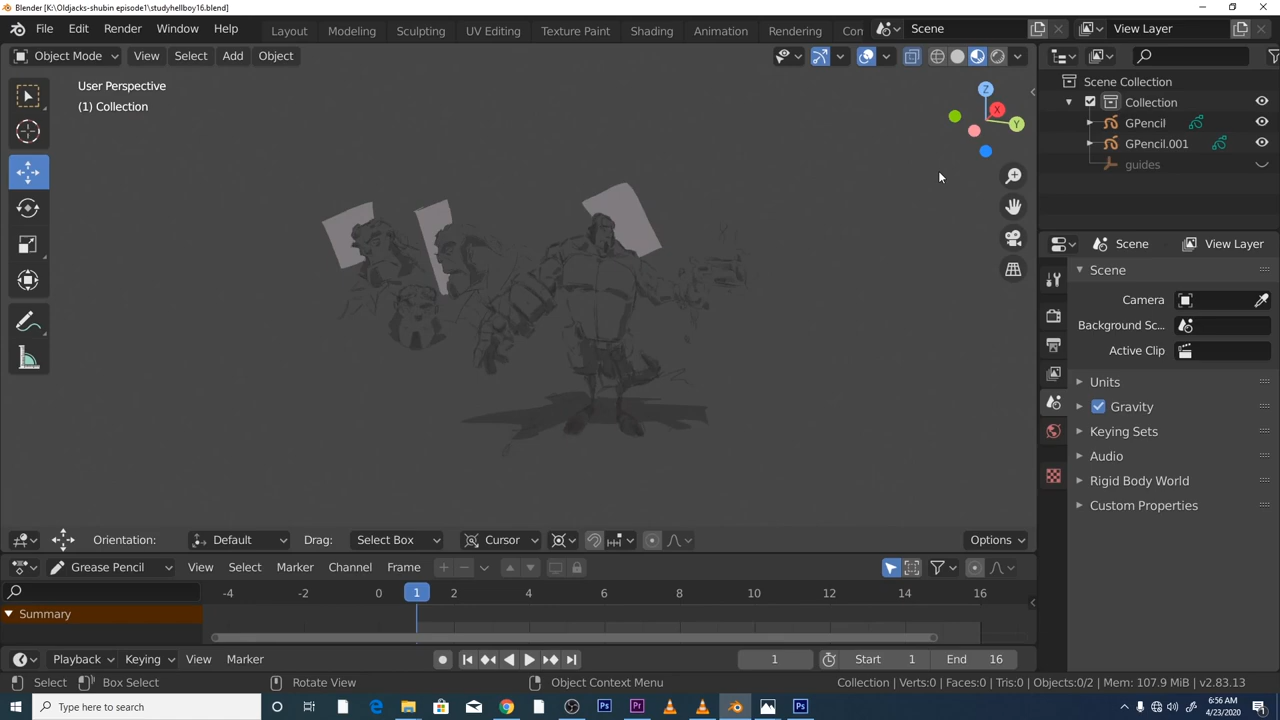 Blender [K:\Oldjacks-shubin episode1\studyhellboy16.blend]
File Edit Render Window Help Layout Modeling Sculpting UV Editing Texture Paint Shading Animation Rendering Con Scene View Layer
Object Mode View Select Add Object
User Perspective
(1) Collection
Z
X
Y
Scene Collection
Collection
GPencil
GPencil.001
guides
Scene View Layer
Scene
Camera
Background Sc...
Active Clip
Units
Gravity
Keying Sets
Audio
Rigid Body World
Custom Properties
Orientation: Default Drag: Select Box Cursor Options
Grease Pencil View Select Marker Channel Frame
-4 -2 0 1 2 4 6 8 10 12 14 16
Summary
Playback Keying View Marker 1 Start 1 End 16
Select Box Select Rotate View Object Context Menu Collection | Verts:0 | Faces:0 | Tris:0 | Objects:0/2 | Mem: 107.9 MiB | v2.83.13
Type here to search
6:56 AM
4/23/2020